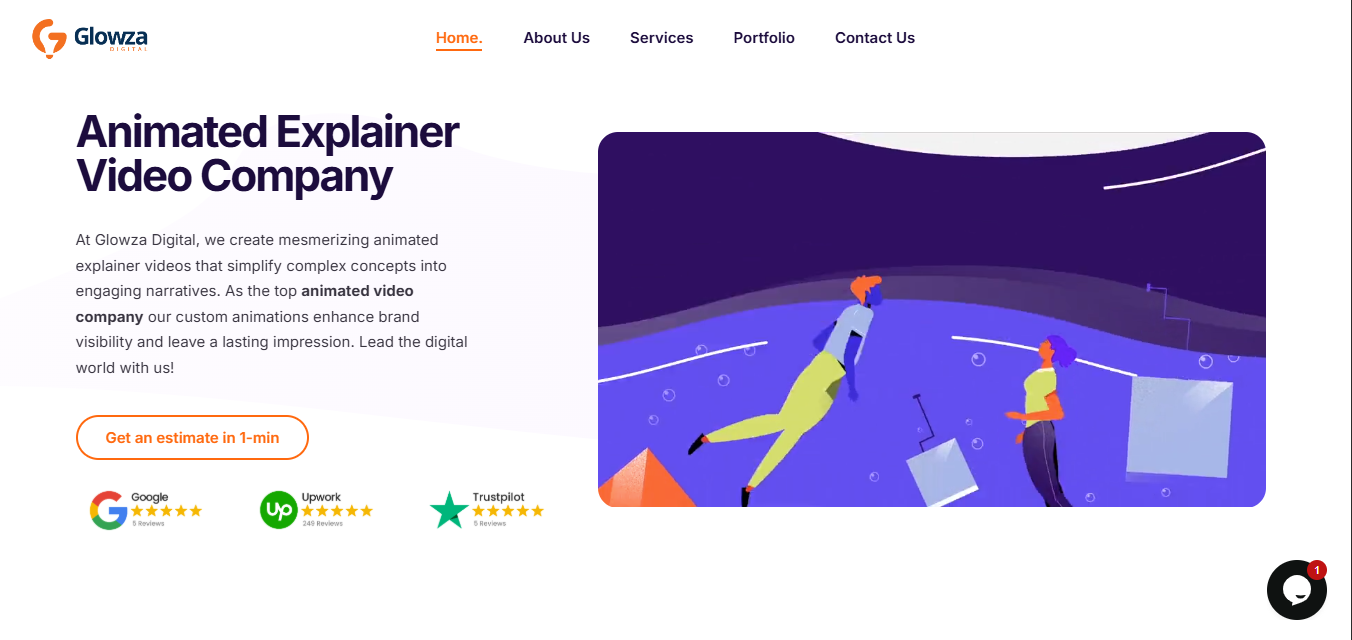 Glowza
DIGITAL
Home.
About Us
Services
Portfolio
Contact Us
Animated Explainer
Video Company
At Glowza Digital, we create mesmerizing animated
explainer videos that simplify complex concepts into
engaging narratives. As the top animated video
company our custom animations enhance brand
visibility and leave a lasting impression. Lead the digital
world with us!
Get an estimate in 1-min
Google
5 Reviews
Up
Upwork
249 Reviews
Trustpilot
5 Reviews
1